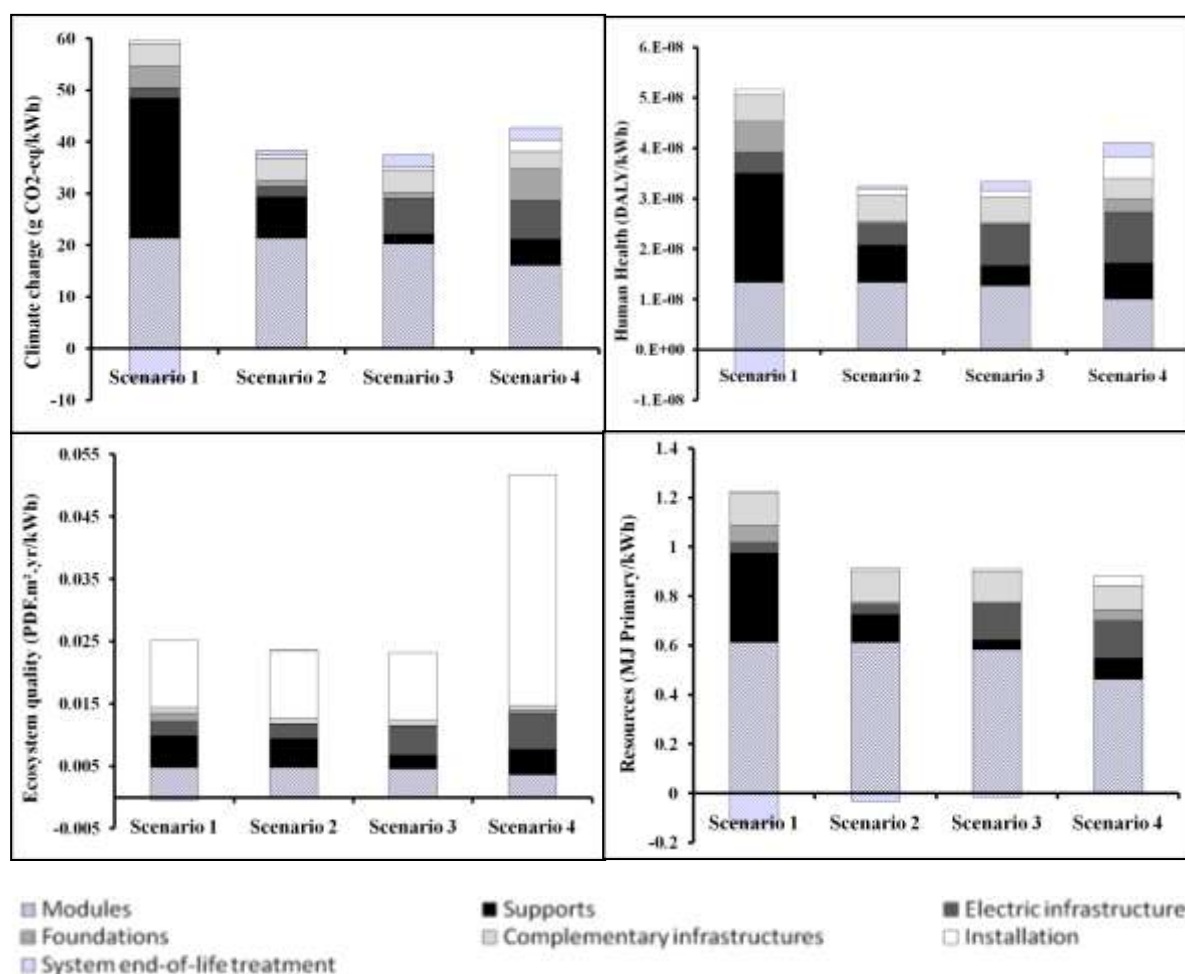 Climate change (g CO2-eq/kWh)
60
50
40
30
20
10
0
-10
Scenario 1 Scenario 2 Scenario 3 Scenario 4
Human Health (DALY/kWh)
6.E-08
5.E-08
4.E-08
3.E-08
2.E-08
1.E-08
0.E+00
-1.E-08
Scenario 1 Scenario 2 Scenario 3 Scenario 4
Ecosystem quality (PDF.m².yr/kWh)
0.055
0.045
0.035
0.025
0.015
0.005
-0.005
Scenario 1 Scenario 2 Scenario 3 Scenario 4
Resources (MJ Primary/kWh)
1.4
1.2
1
0.8
0.6
0.4
0.2
0
-0.2
Scenario 1 Scenario 2 Scenario 3 Scenario 4
Modules Supports Electric infrastructure
Foundations Complementary infrastructures Installation
System end-of-life treatment